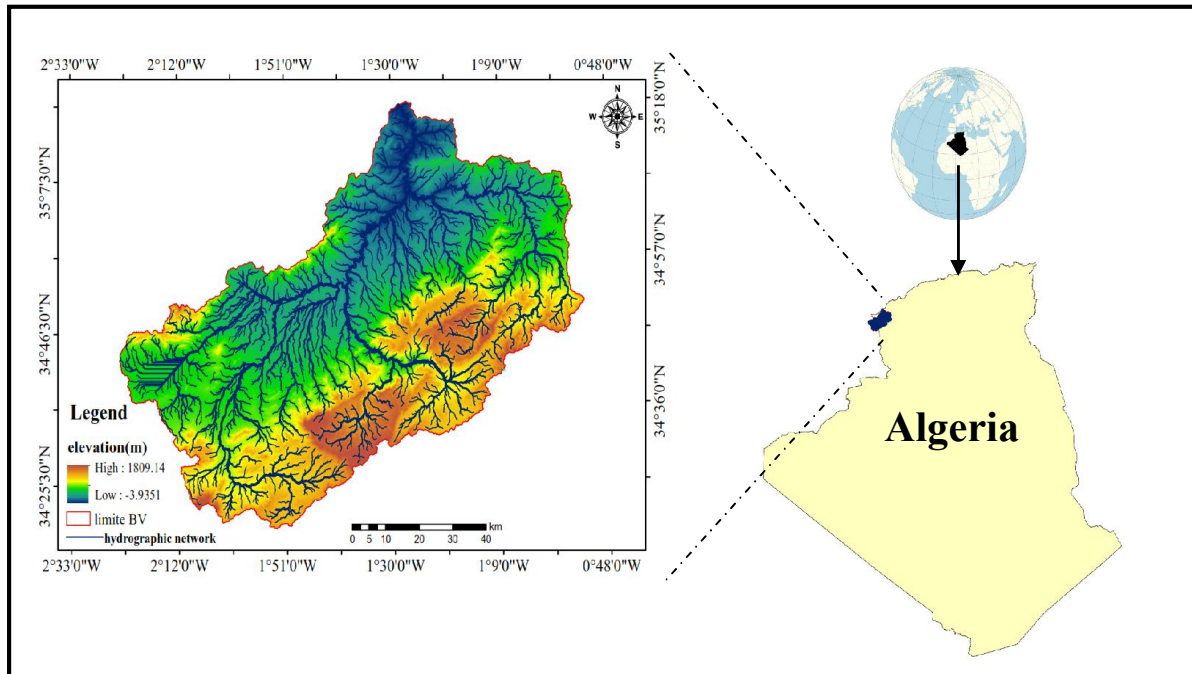 2°33'0"W 2°12'0"W 1°51'0"W 1°30'0"W 1°9'0"W 0°48'0"W
N
W E
S
35°18'0"N
35°7'30"N
34°57'0"N
34°46'30"N
34°36'0"N
34°25'30"N
Legend
elevation(m)
High : 1809.14
Low : -3.9351
limite BV
hydrographic network
km
0 5 10 20 30 40
2°33'0"W 2°12'0"W 1°51'0"W 1°30'0"W 1°9'0"W 0°48'0"W
Algeria